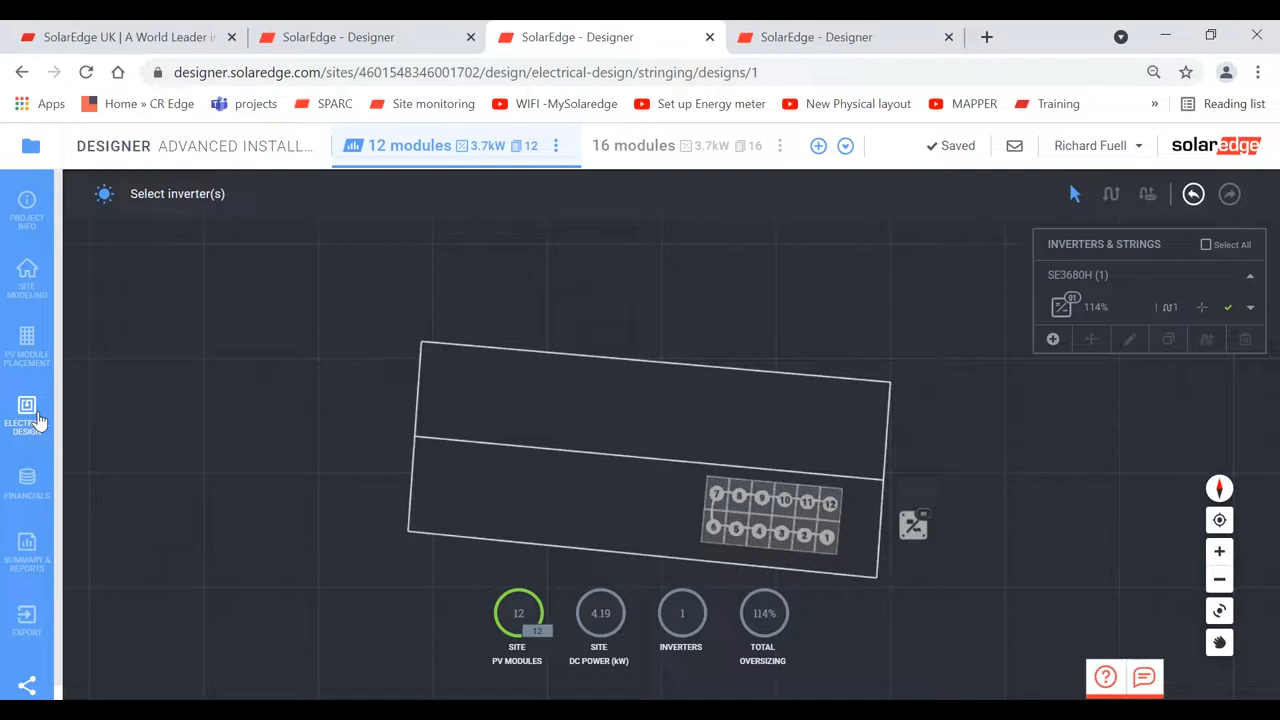 SolarEdge UK | A World Leader in
SolarEdge - Designer
SolarEdge - Designer
SolarEdge - Designer
designer.solaredge.com/sites/4601548346001702/design/electrical-design/stringing/designs/1
Apps
Home » CR Edge
projects
SPARC
Site monitoring
WIFI -MySolaredge
Set up Energy meter
New Physical layout
MAPPER
Training
»
Reading list
DESIGNER ADVANCED INSTALL...
12 modules 3.7kW 12
16 modules 3.7kW 16
Saved
Richard Fuell
solaredge
Select inverter(s)
PROJECT
INFO
SITE
MODELING
PV MODULE
PLACEMENT
ELECTRICAL
DESIGN
FINANCIALS
SUMMARY &
REPORTS
EXPORT
INVERTERS & STRINGS
Select All
SE3680H (1)
01
114%
1
7 8 9 10 11 12
6 5 4 3 2 1
12
12
SITE
PV MODULES
4.19
SITE
DC POWER (kW)
1
INVERTERS
114%
TOTAL
OVERSIZING